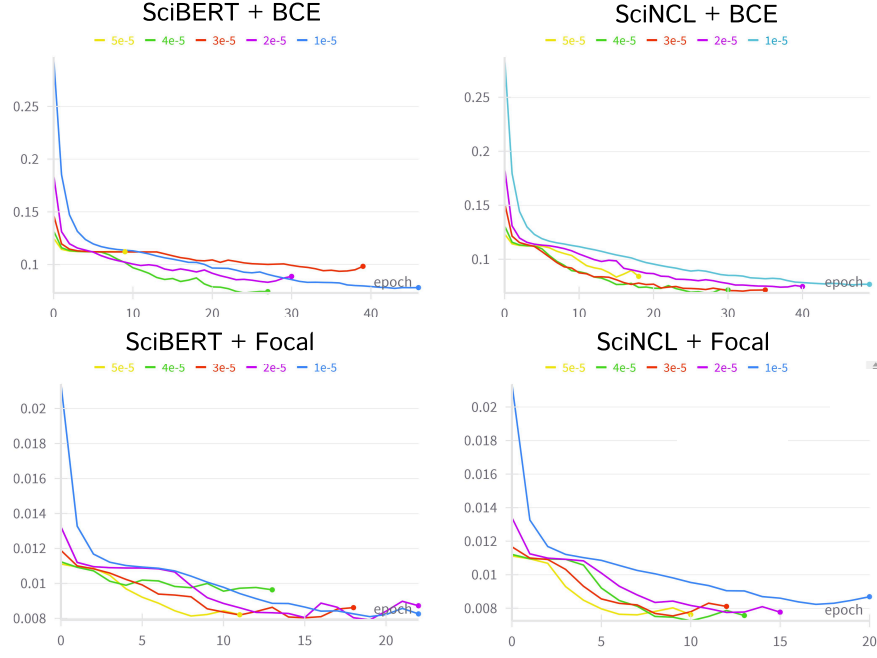 SciBERT + BCE
SciNCL + BCE
5e-5 4e-5 3e-5 2e-5 1e-5
5e-5 4e-5 3e-5 2e-5 1e-5
0.25
0.2
0.15
0.1
epoch
0 10 20 30 40
0.25
0.2
0.15
0.1
epoch
0 10 20 30 40
SciBERT + Focal
SciNCL + Focal
5e-5 4e-5 3e-5 2e-5 1e-5
5e-5 4e-5 3e-5 2e-5 1e-5
0.02
0.018
0.016
0.014
0.012
0.01
0.008
epoch
0 5 10 15 20
0.02
0.018
0.016
0.014
0.012
0.01
0.008
epoch
0 5 10 15 20